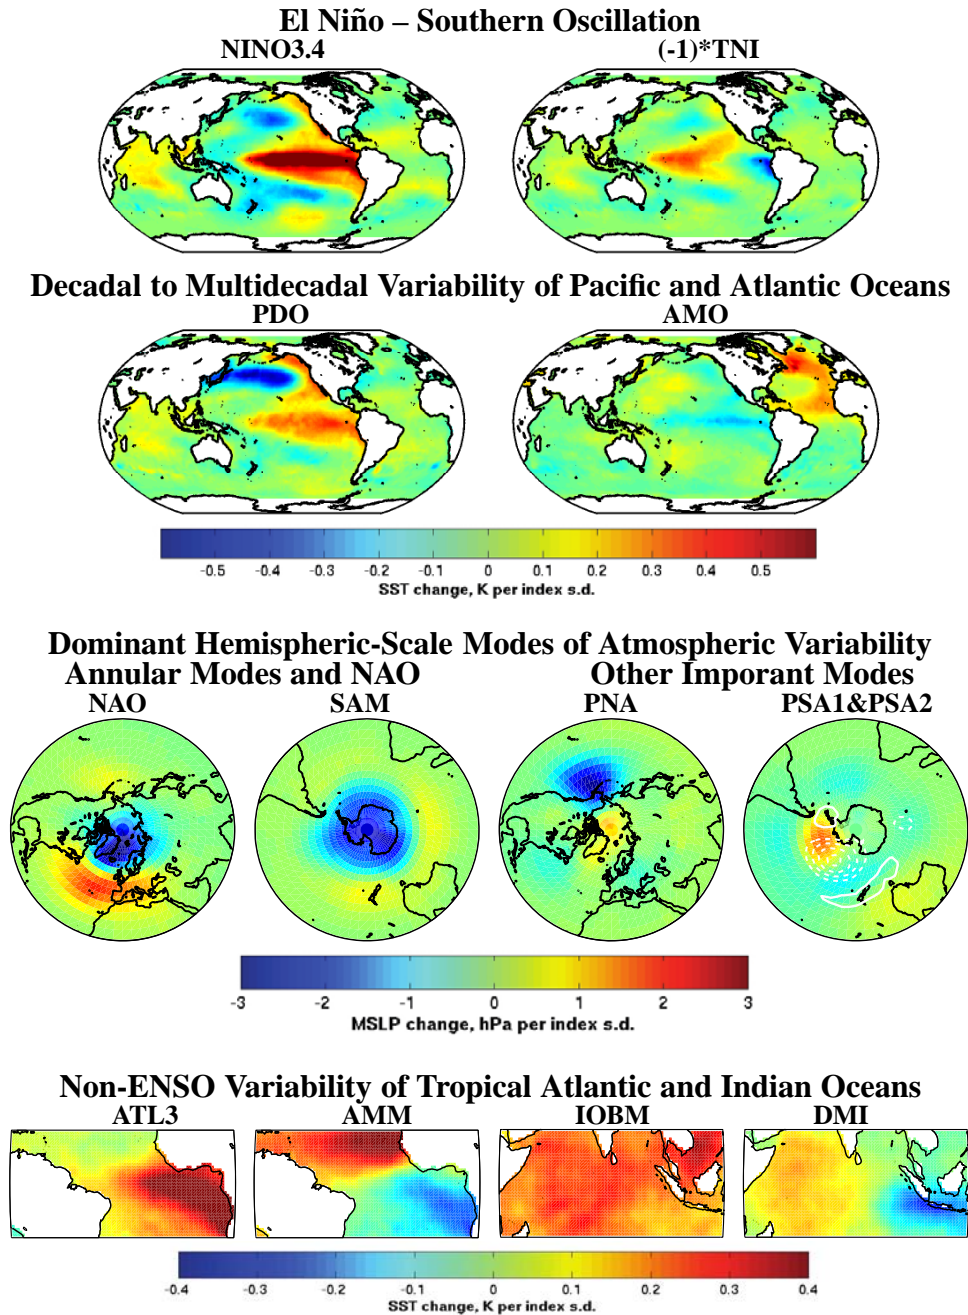 El Niño – Southern Oscillation
NINO3.4 (-1)*TNI
Decadal to Multidecadal Variability of Pacific and Atlantic Oceans
PDO AMO
-0.5 -0.4 -0.3 -0.2 -0.1 0 0.1 0.2 0.3 0.4 0.5
SST change, K per index s.d.
Dominant Hemispheric-Scale Modes of Atmospheric Variability
Annular Modes and NAO Other Imporant Modes
NAO SAM PNA PSA1&PSA2
-3 -2 -1 0 1 2 3
MSLP change, hPa per index s.d.
Non-ENSO Variability of Tropical Atlantic and Indian Oceans
ATL3 AMM IOBM DMI
-0.4 -0.3 -0.2 -0.1 0 0.1 0.2 0.3 0.4
SST change, K per index s.d.